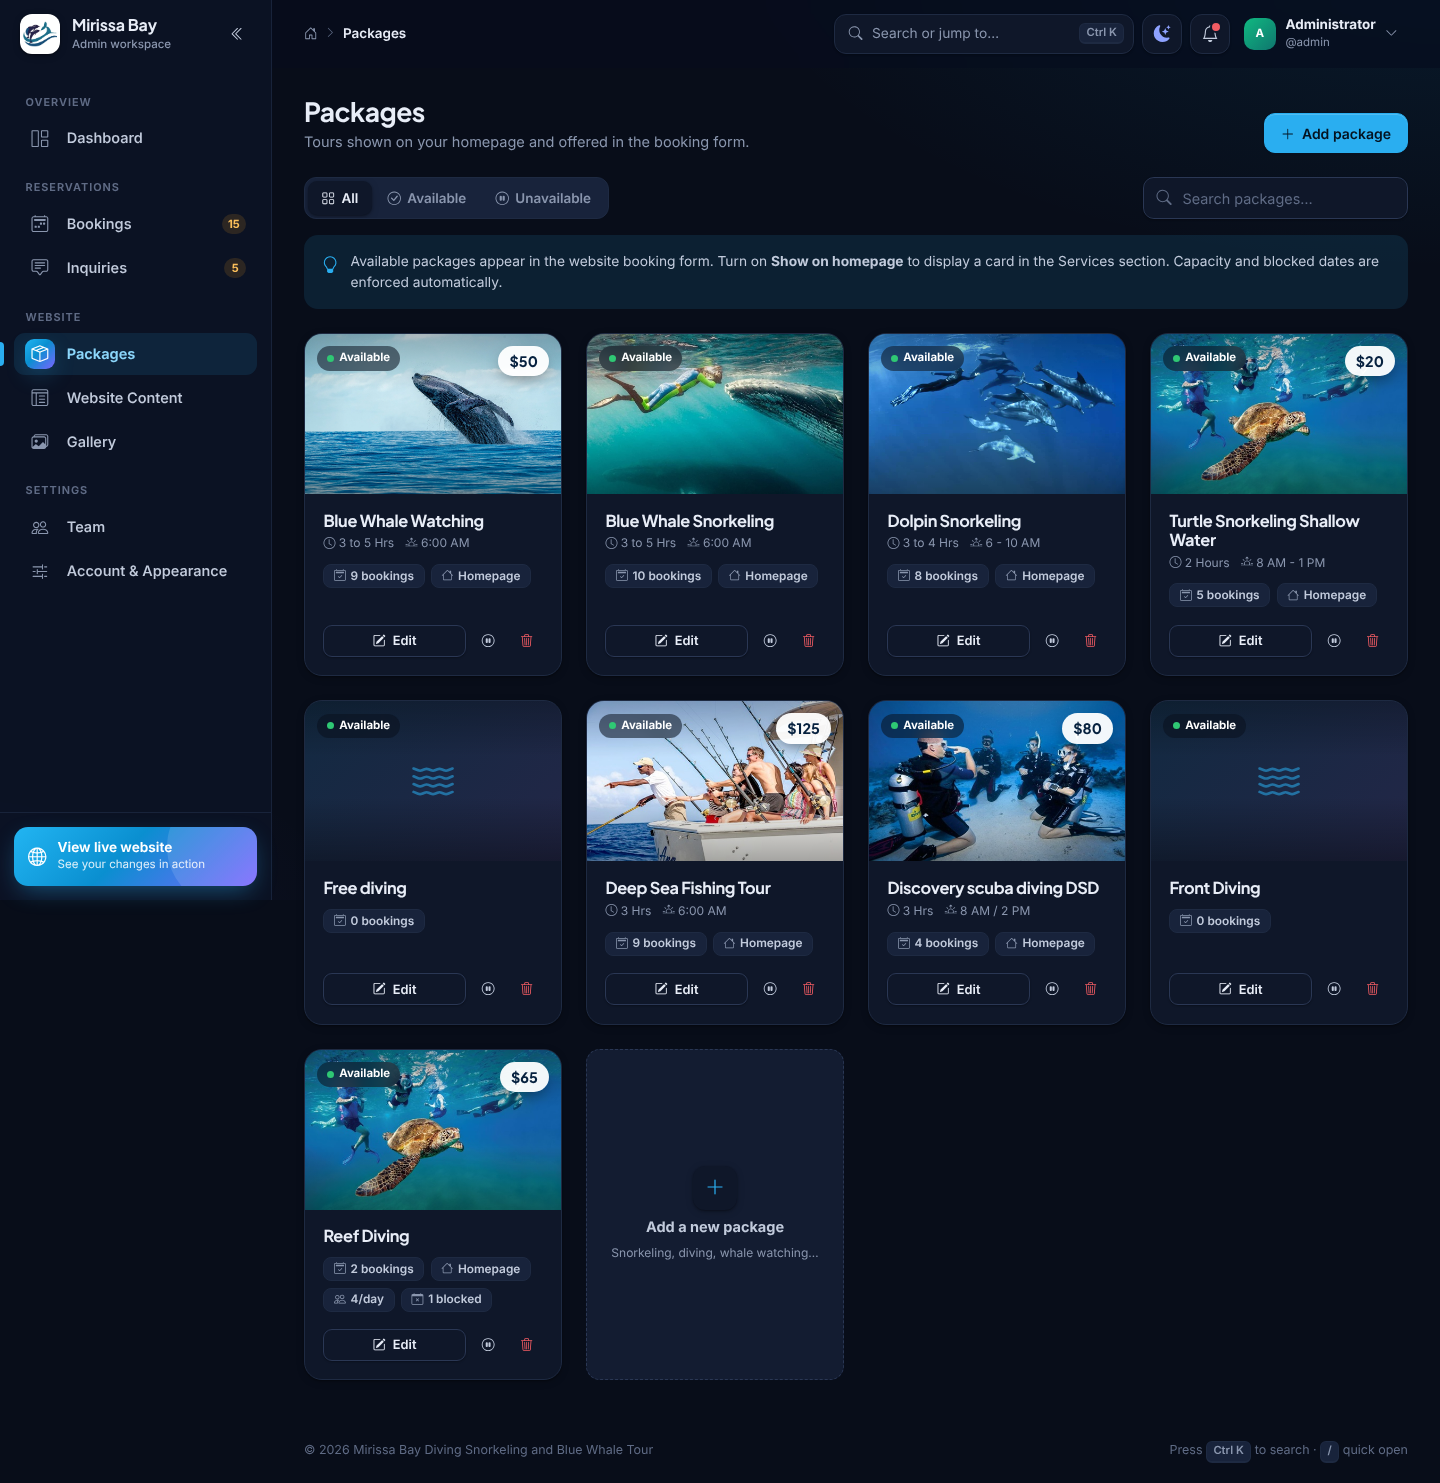 Mirissa Bay
Admin workspace
Packages
Search or jump to...
Ctrl K
A
Administrator
@admin
OVERVIEW
Dashboard
RESERVATIONS
Bookings
15
Inquiries
5
WEBSITE
Packages
Website Content
Gallery
SETTINGS
Team
Account & Appearance
View live website
See your changes in action
Packages
Tours shown on your homepage and offered in the booking form.
Add package
All
Available
Unavailable
Search packages...
Available packages appear in the website booking form. Turn on Show on homepage to display a card in the Services section. Capacity and blocked dates are
enforced automatically.
Available
$50
Blue Whale Watching
3 to 5 Hrs 6:00 AM
9 bookings
Homepage
Edit
Available
Blue Whale Snorkeling
3 to 5 Hrs 6:00 AM
10 bookings
Homepage
Edit
Available
Dolpin Snorkeling
3 to 4 Hrs 6 - 10 AM
8 bookings
Homepage
Edit
Available
$20
Turtle Snorkeling Shallow
Water
2 Hours 8 AM - 1 PM
5 bookings
Homepage
Edit
Available
Free diving
0 bookings
Edit
Available
$125
Deep Sea Fishing Tour
3 Hrs 6:00 AM
9 bookings
Homepage
Edit
Available
$80
Discovery scuba diving DSD
3 Hrs 8 AM / 2 PM
4 bookings
Homepage
Edit
Available
Front Diving
0 bookings
Edit
Available
$65
Reef Diving
2 bookings
Homepage
4/day
1 blocked
Edit
Add a new package
Snorkeling, diving, whale watching...
© 2026 Mirissa Bay Diving Snorkeling and Blue Whale Tour
Press Ctrl K to search · / quick open